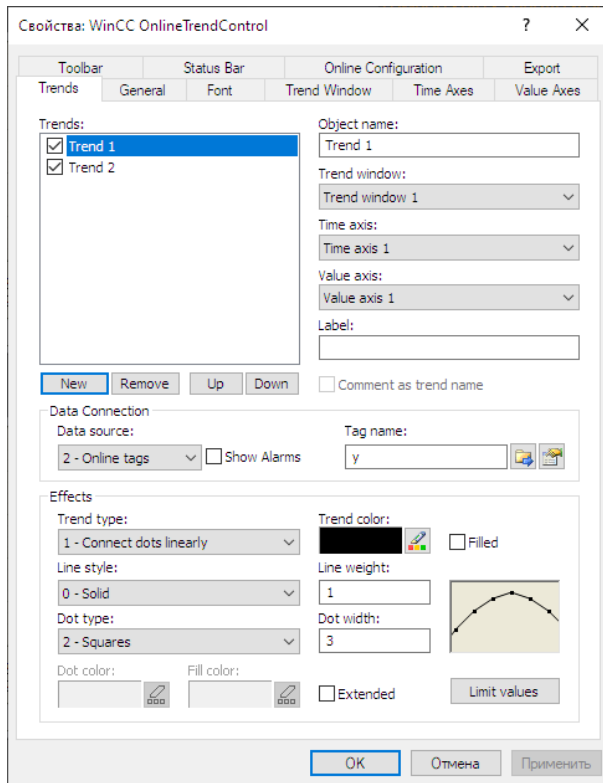 Свойства: WinCC OnlineTrendControl ?
Toolbar Status Bar Online Configuration Export
Trends General Font Trend Window Time Axes Value Axes
Trends:
Trend 1
Trend 2
Object name:
Trend 1
Trend window:
Trend window 1
Time axis:
Time axis 1
Value axis:
Value axis 1
Label:
New Remove Up Down Comment as trend name
Data Connection
Data source: Tag name:
2 - Online tags Show Alarms y
Effects
Trend type: Trend color:
1 - Connect dots linearly Filled
Line style: Line weight:
0 - Solid 1
Dot type: Dot width:
2 - Squares 3
Dot color: Fill color:
Extended Limit values
OK Отмена Применить